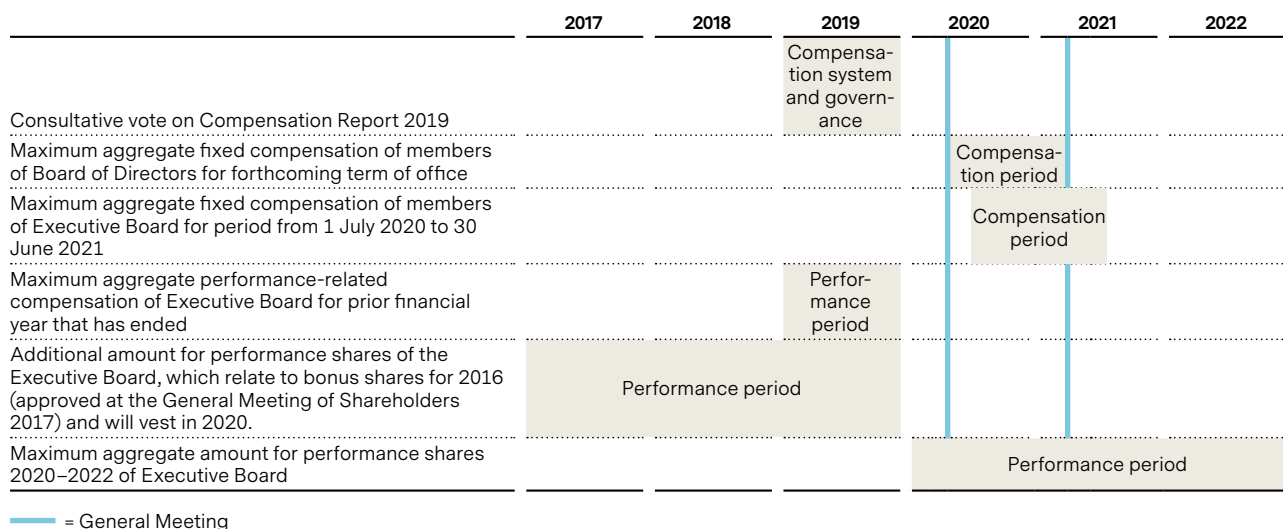 2017 2018 2019 2020 2021 2022
Compensa-
tion system
and govern-
ance
Consultative vote on Compensation Report 2019
Maximum aggregate fixed compensation of members
of Board of Directors for forthcoming term of office
Compensa-
tion period
Maximum aggregate fixed compensation of members
of Executive Board for period from 1 July 2020 to 30
June 2021
Compensation
period
Maximum aggregate performance-related
compensation of Executive Board for prior financial
year that has ended
Perfor-
mance
period
Additional amount for performance shares of the
Executive Board, which relate to bonus shares for 2016
(approved at the General Meeting of Shareholders
2017) and will vest in 2020.
Performance period
Maximum aggregate amount for performance shares
2020–2022 of Executive Board
Performance period
= General Meeting